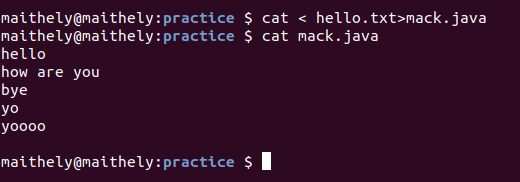 maithely@maithely:practice $ cat < hello.txt>mack.java
maithely@maithely:practice $ cat mack.java
hello
how are you
bye
yo
yoooo
maithely@maithely:practice $